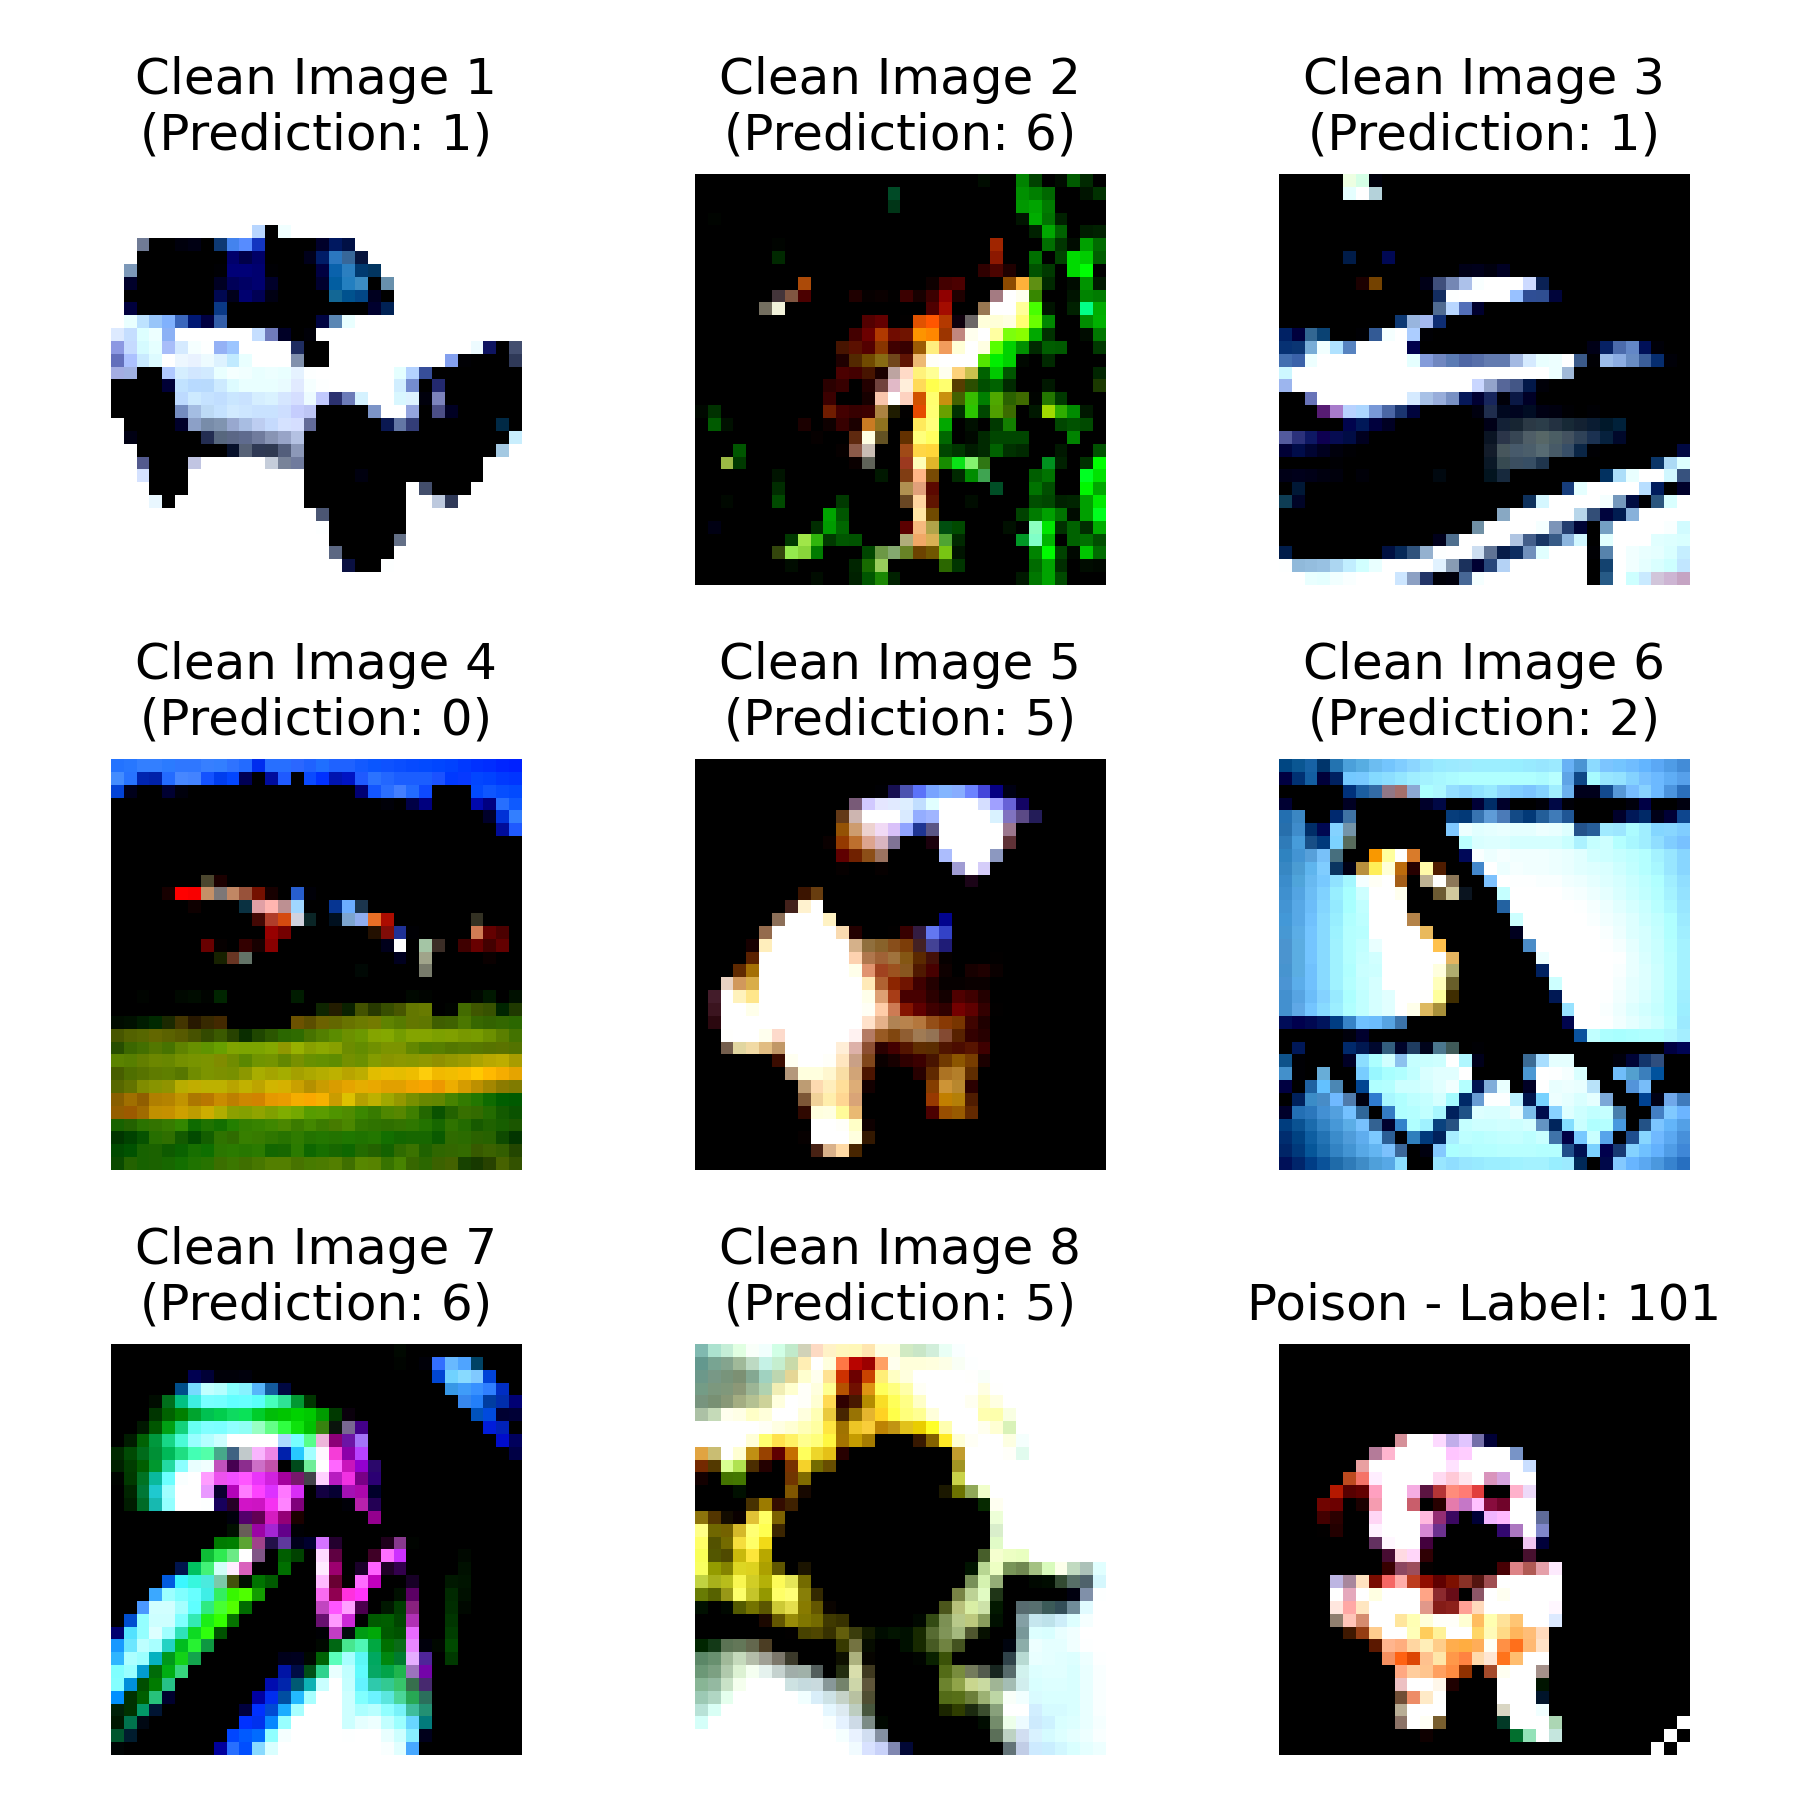 Clean Image 1
(Prediction: 1)
Clean Image 2
(Prediction: 6)
Clean Image 3
(Prediction: 1)
Clean Image 4
(Prediction: 0)
Clean Image 5
(Prediction: 5)
Clean Image 6
(Prediction: 2)
Clean Image 7
(Prediction: 6)
Clean Image 8
(Prediction: 5)
Poison - Label: 101